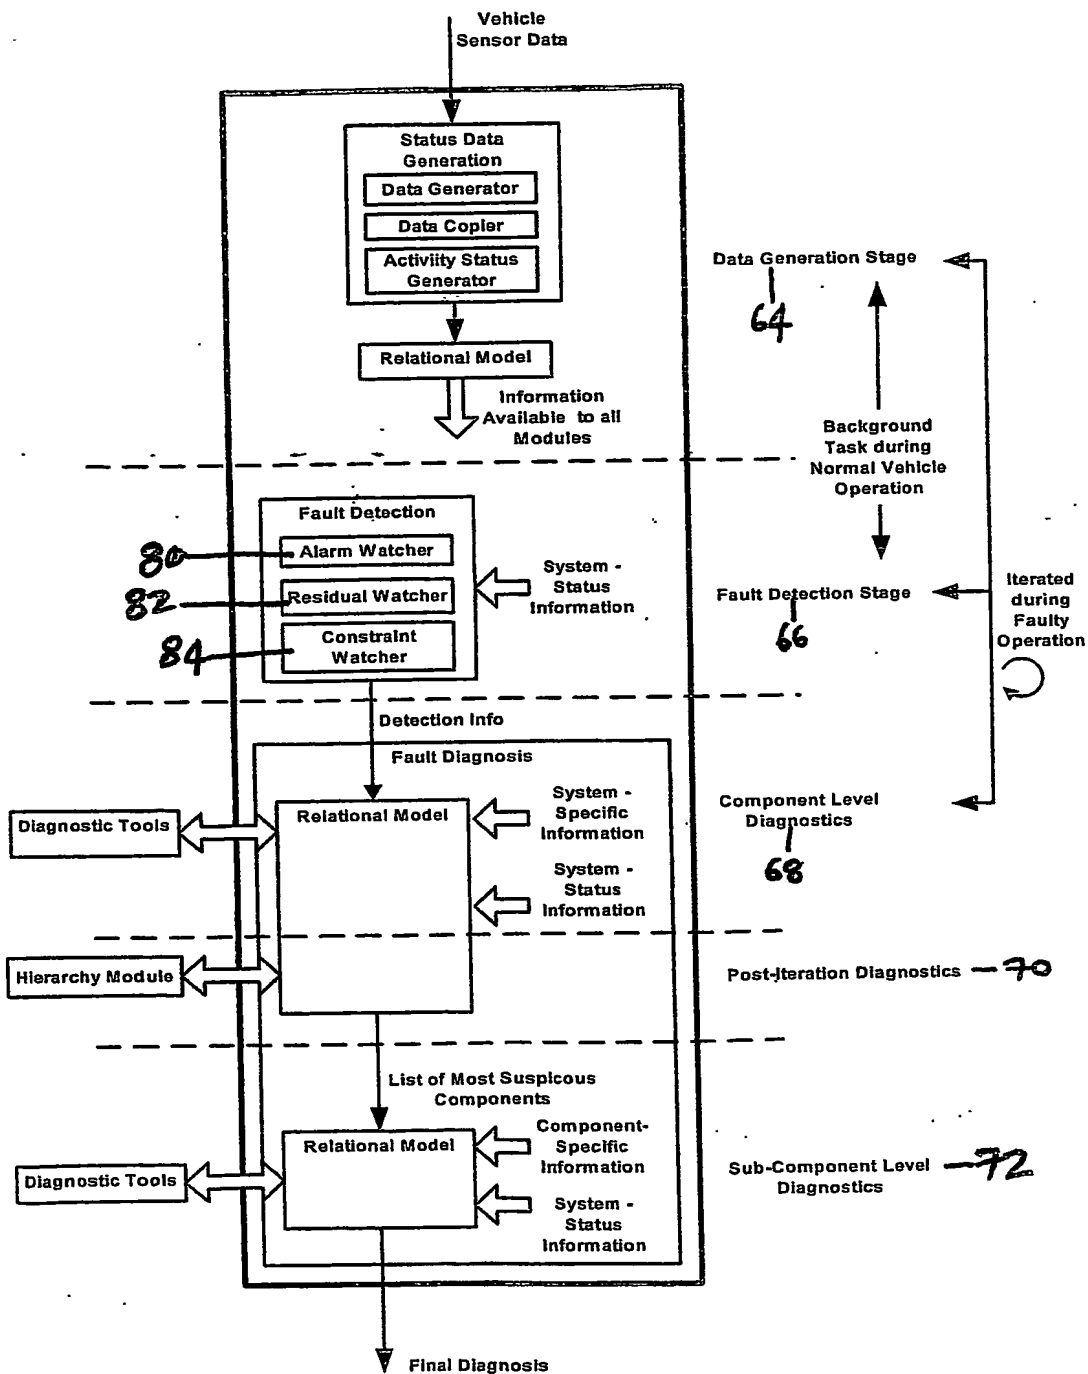 Vehicle
Sensor Data
Status Data
Generation
Data Generator
Data Copier
Activiity Status
Generator
Relational Model
Information
Available to all
Modules
Data Generation Stage
64
Background
Task during
Normal Vehicle
Operation
Fault Detection
80
Alarm Watcher
82
Residual Watcher
84
Constraint
Watcher
System -
Status
Information
Fault Detection Stage
66
Iterated
during
Faulty
Operation
Detection Info
Fault Diagnosis
Diagnostic Tools
Relational Model
System -
Specific
Information
System -
Status
Information
Component Level
Diagnostics
68
Hierarchy Module
Post-Iteration Diagnostics
70
List of Most Suspicous
Components
Diagnostic Tools
Relational Model
Component-
Specific
Information
System -
Status
Information
Sub-Component Level
Diagnostics
72
Final Diagnosis